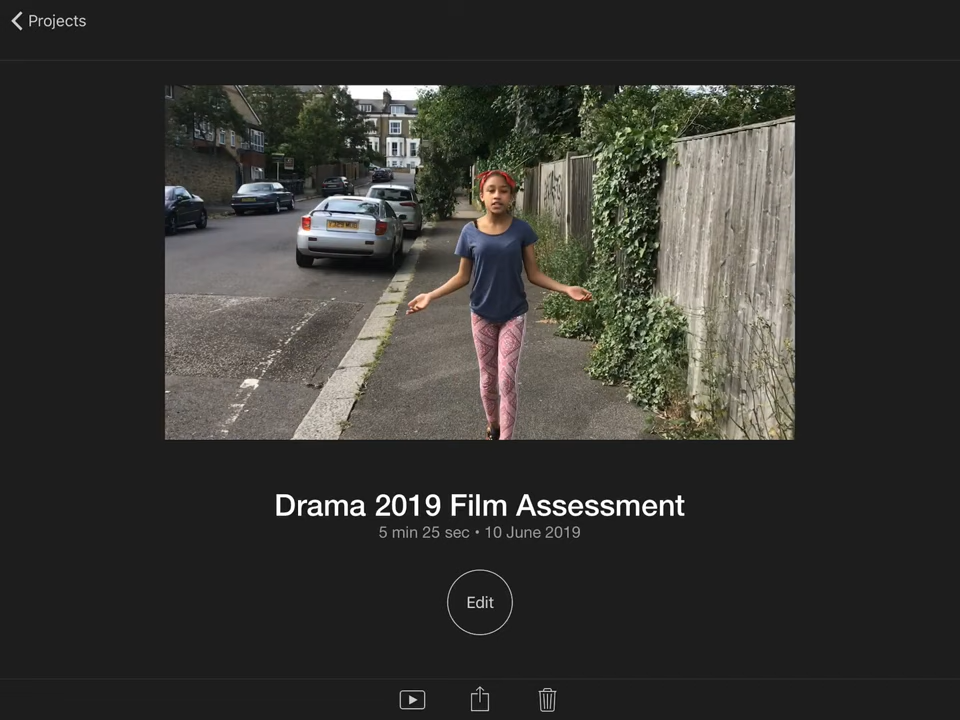 Projects
Drama 2019 Film Assessment
5 min 25 sec • 10 June 2019
Edit